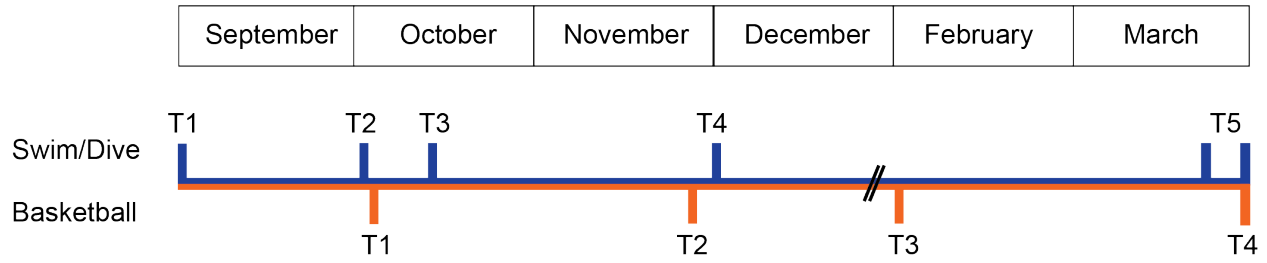 September October November December February March
T1 T2 T3 T4 T5
Swim/Dive
Basketball
T1 T2 T3 T4